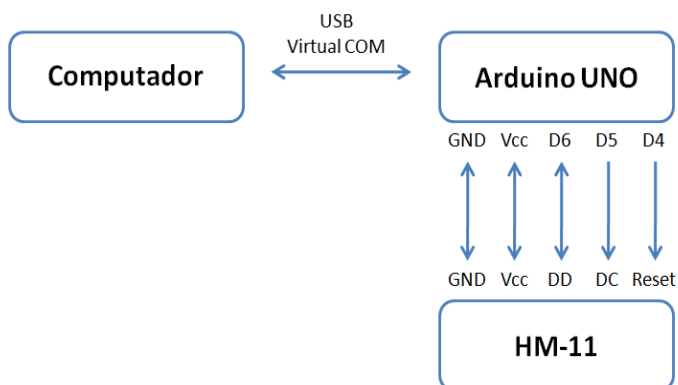 USB
Virtual COM
Computador
Arduino UNO
GND Vcc D6 D5 D4
GND Vcc DD DC Reset
HM-11